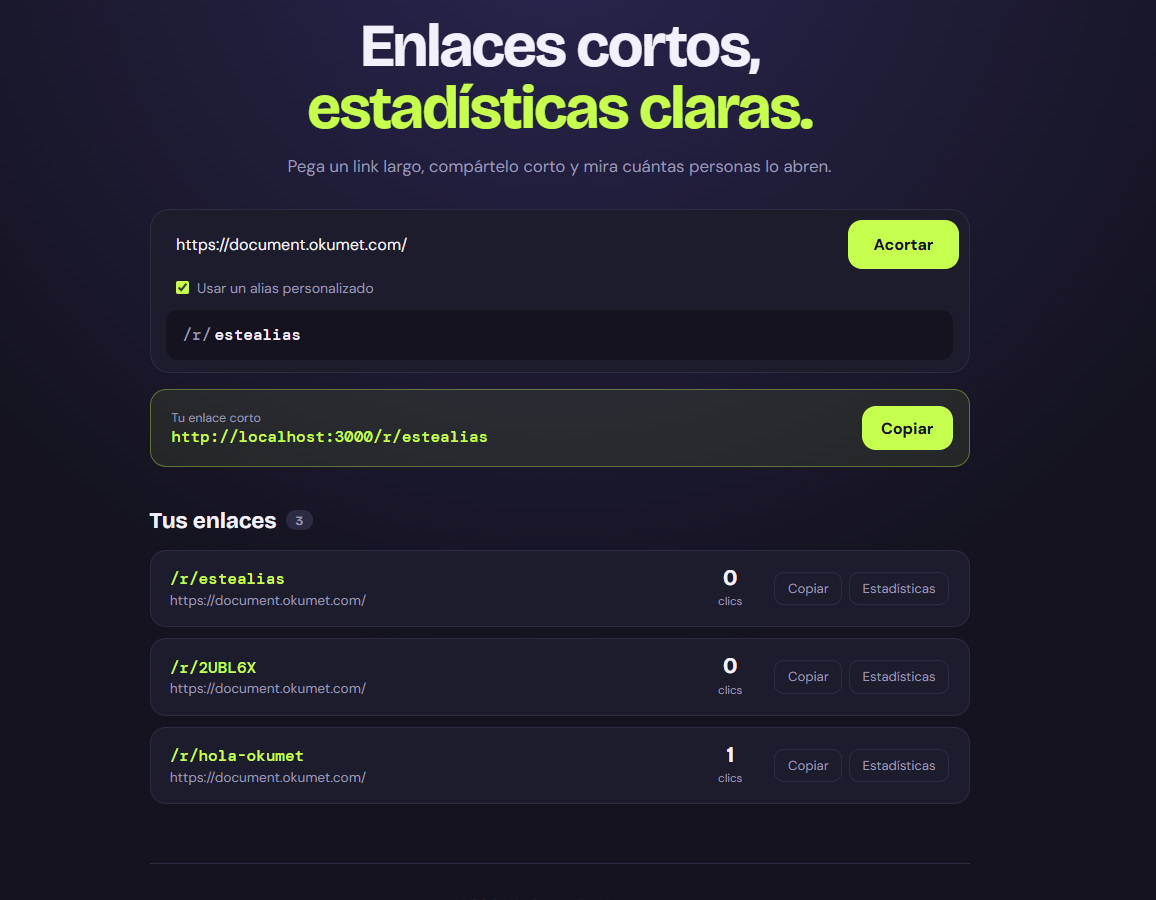 Enlaces cortos,
estadísticas claras.
Pega un link largo, compártelo corto y mira cuántas personas lo abren.
https://document.okumet.com/
Acortar
Usar un alias personalizado
/r/ estealias
Tu enlace corto
http://localhost:3000/r/estealias
Copiar
Tus enlaces 3
/r/estealias
https://document.okumet.com/
0
clics
Copiar
Estadísticas
/r/2UBL6X
https://document.okumet.com/
0
clics
Copiar
Estadísticas
/r/hola-okumet
https://document.okumet.com/
1
clics
Copiar
Estadísticas